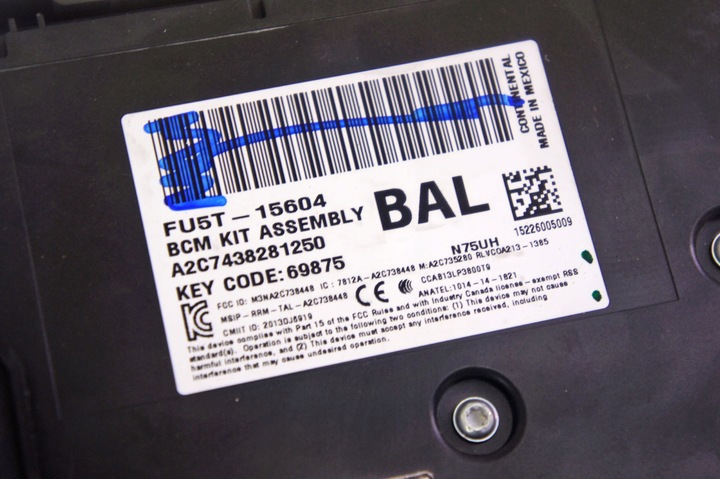 CONTINENTAL
MADE IN MEXICO
FU5T-15604
BCM KIT ASSEMBLY
BAL
A2C7438281250
KEY CODE: 69875
N75UH
15226005009
FCC ID: M3NA2C738448 IC: 7812A-A2C738448 M:A2C735280 RLVCOA213-1385
MSIP-RRM-TAL-A2C738448
CE
CCAB13LP3800T9
ANATEL: 1014-14-1821
CMIIT ID: 2013DJ5919
This device complies with Part 15 of the FCC Rules and with Industry Canada licence-exempt RSS
standard(s). Operation is subject to the following two conditions: (1) This device may not cause
harmful interference, and (2) This device must accept any interference received, including
interference that may cause undesired operation.